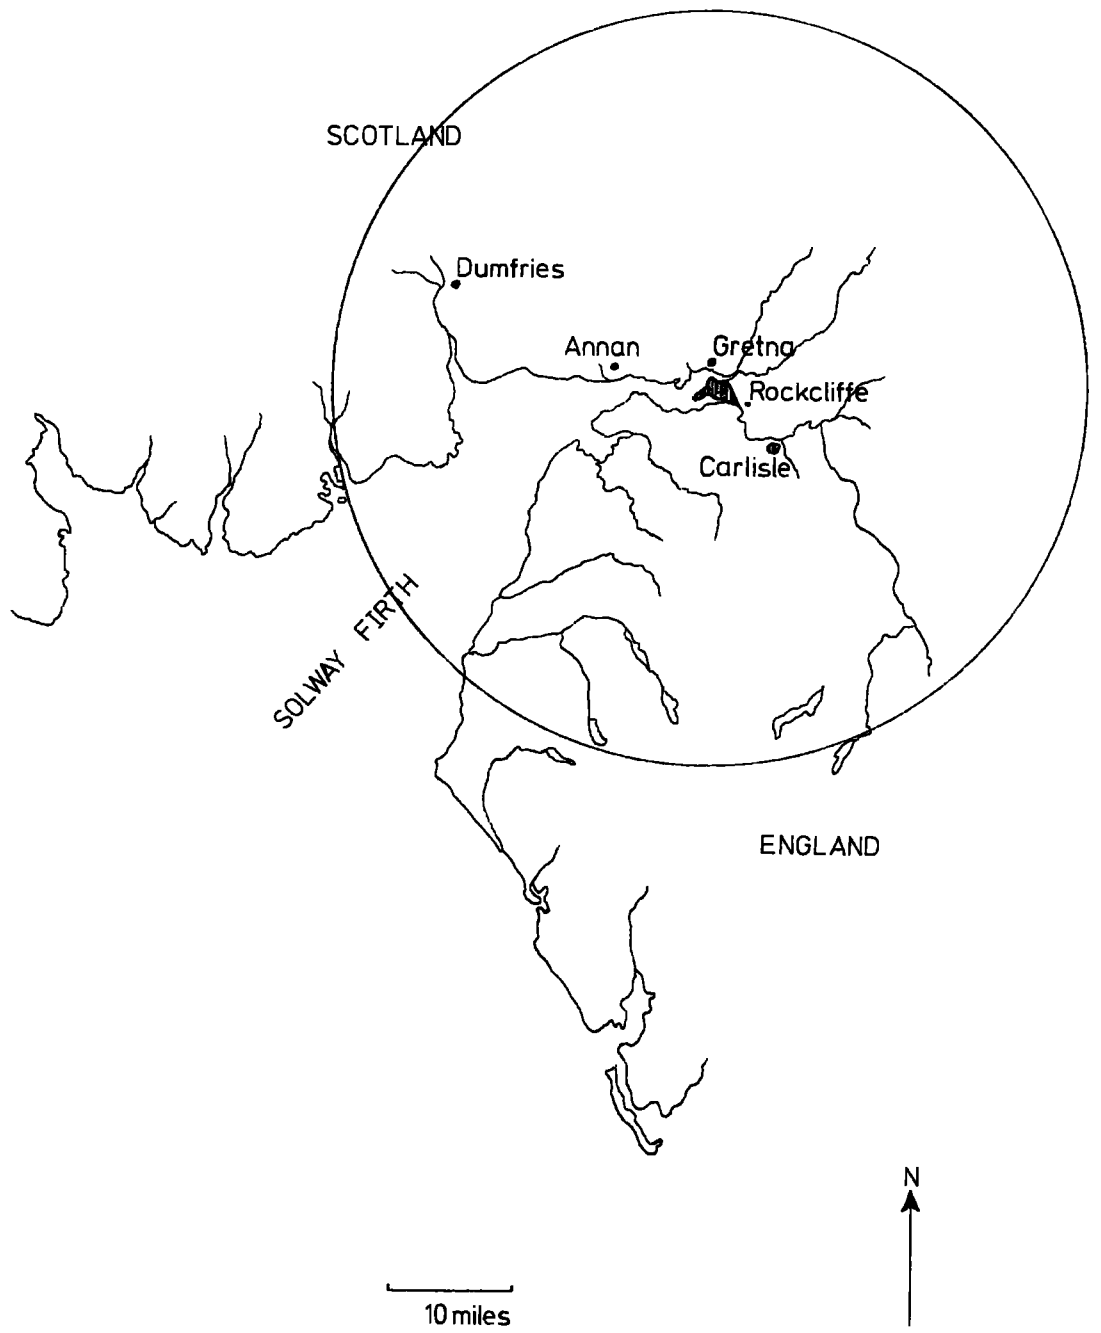 SCOTLAND
Dumfries
Annan
Gretna
Rockcliffe
Carlisle
SOLWAY FIRTH
ENGLAND
N
10 miles